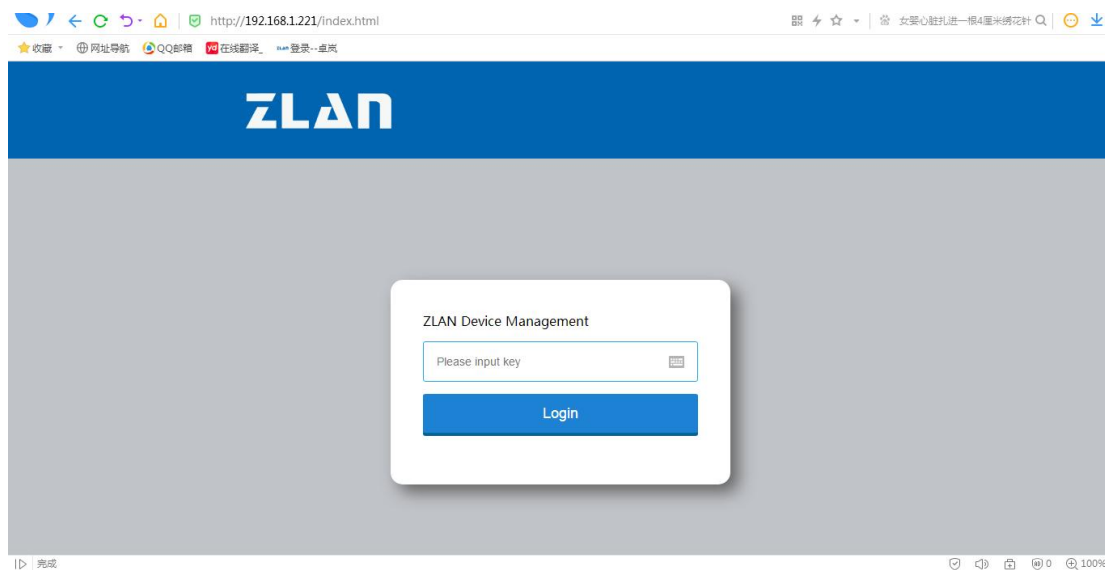 http://192.168.1.221/index.html 女婴心脏扎进一根4厘米绣花针
收藏 网址导航 QQ邮箱 yd 在线翻译_ ZLAN 登录--卓岚
ZLAN
ZLAN Device Management
Please input key
Login
完成 0 100%